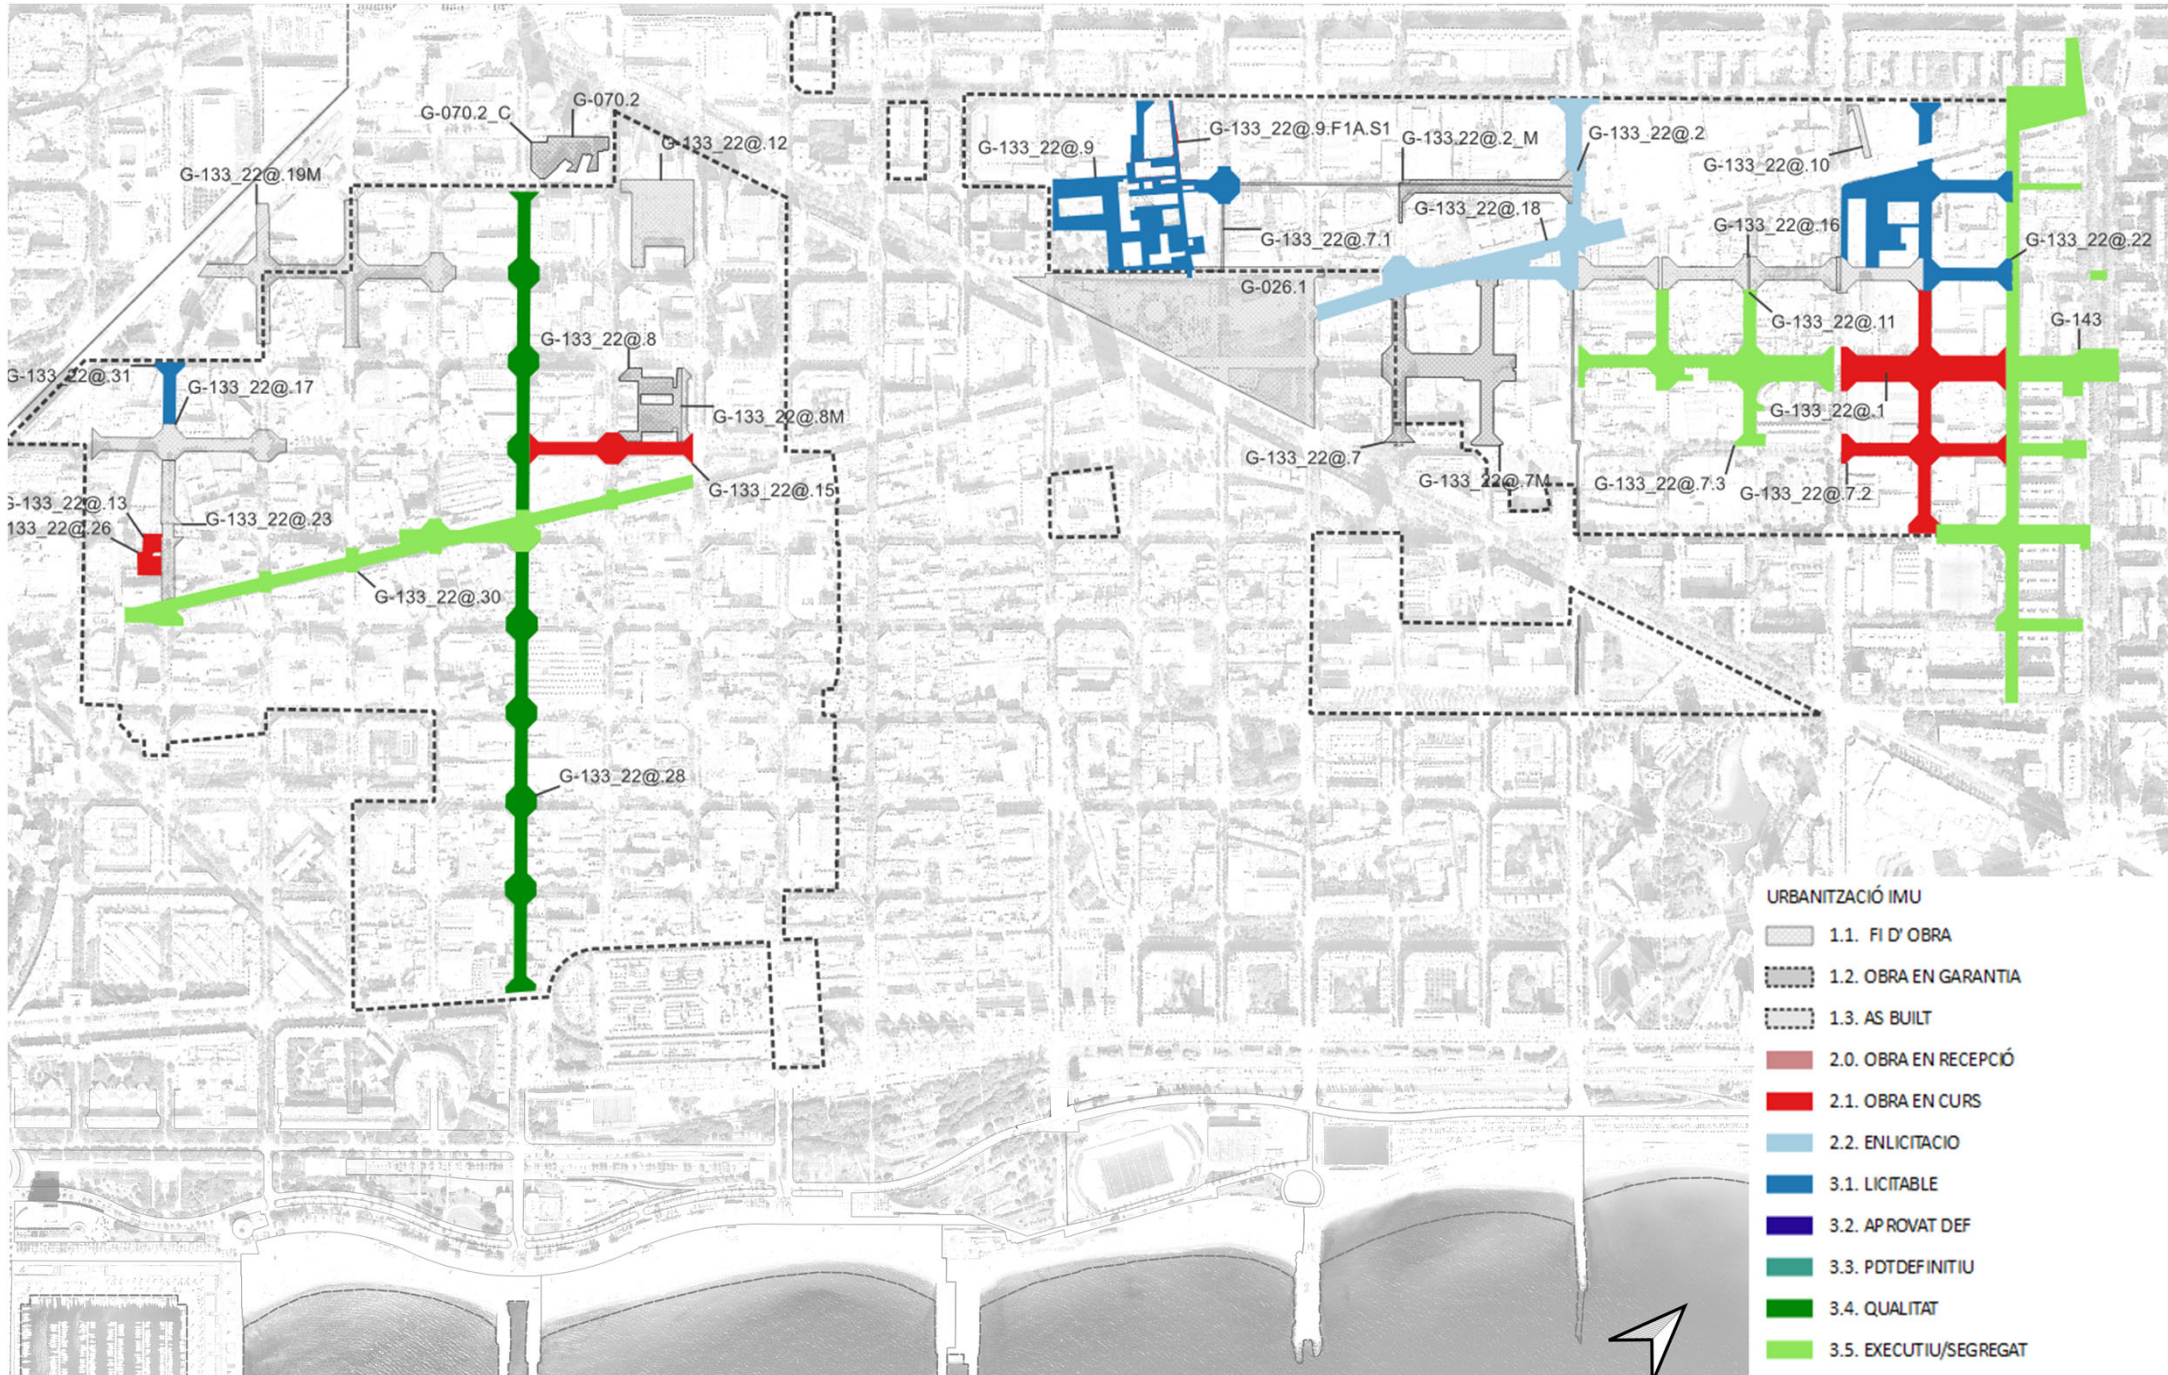 G-070.2
G-070.2_C
G-133_22@.12
G-133_22@.19M
G-133_22@.9
G-133_22@.9.F1A.S1
G-133.22@.2_M
G-133_22@.2
G-133_22@.10
G-133_22@.18
G-133_22@.7.1
G-133_22@.16
G-133_22@.22
G-026.1
G-133_22@.11
G-143
G-133_22@.8
G-133_22@.31
G-133_22@.17
G-133_22@.8M
G-133_22@.1
G-133_22@.7
G-133_22@.7M
G-133_22@.7.3
G-133_22@.7.2
G-133_22@.15
G-133_22@.13
133_22@.26
G-133_22@.23
G-133_22@.30
G-133_22@.28
URBANITZACIÓ IMU
1.1. FI D' OBRA
1.2. OBRA EN GARANTIA
1.3. AS BUILT
2.0. OBRA EN RECEPCIÓ
2.1. OBRA EN CURS
2.2. ENLICITACIO
3.1. LICITABLE
3.2. APROVAT DEF
3.3. PDTDEFINITIU
3.4. QUALITAT
3.5. EXECUTIU/SEGREGAT